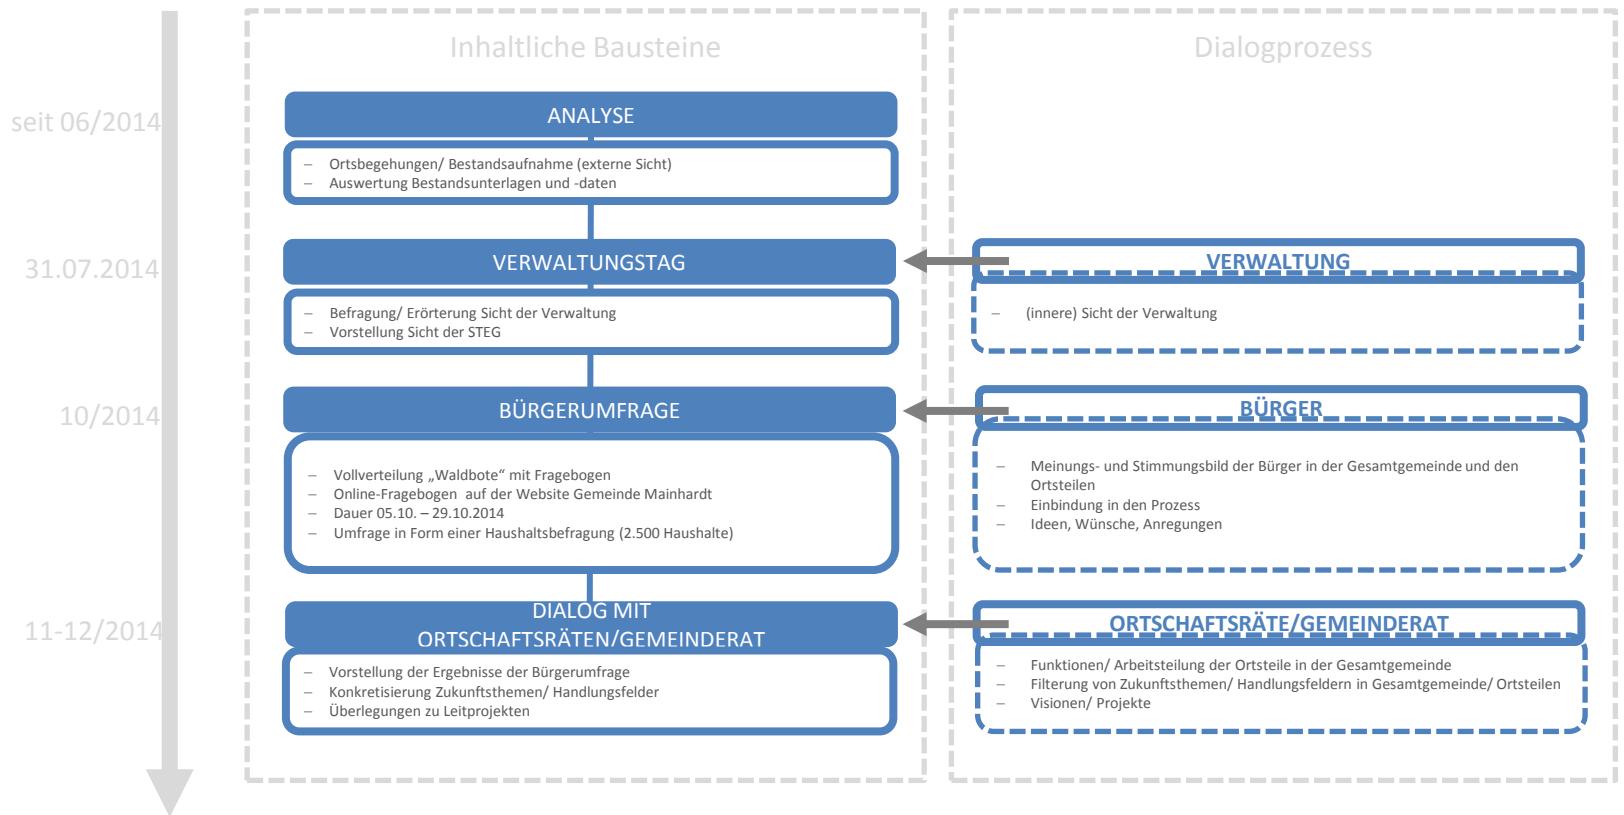 Inhaltliche Bausteine
Dialogprozess
seit 06/2014
ANALYSE
– Ortsbegehungen/ Bestandsaufnahme (externe Sicht)
– Auswertung Bestandsunterlagen und -daten
31.07.2014
VERWALTUNGSTAG
– Befragung/ Erörterung Sicht der Verwaltung
– Vorstellung Sicht der STEG
VERWALTUNG
– (innere) Sicht der Verwaltung
10/2014
BÜRGERUMFRAGE
– Vollverteilung „Waldbote“ mit Fragebogen
– Online-Fragebogen auf der Website Gemeinde Mainhardt
– Dauer 05.10. – 29.10.2014
– Umfrage in Form einer Haushaltsbefragung (2.500 Haushalte)
BÜRGER
– Meinungs- und Stimmungsbild der Bürger in der Gesamtgemeinde und den
Ortsteilen
– Einbindung in den Prozess
– Ideen, Wünsche, Anregungen
11-12/2014
DIALOG MIT
ORTSCHAFTSRÄTEN/GEMEINDERAT
– Vorstellung der Ergebnisse der Bürgerumfrage
– Konkretisierung Zukunftsthemen/ Handlungsfelder
– Überlegungen zu Leitprojekten
ORTSCHAFTSRÄTE/GEMEINDERAT
– Funktionen/ Arbeitsteilung der Ortsteile in der Gesamtgemeinde
– Filterung von Zukunftsthemen/ Handlungsfeldern in Gesamtgemeinde/ Ortsteilen
– Visionen/ Projekte